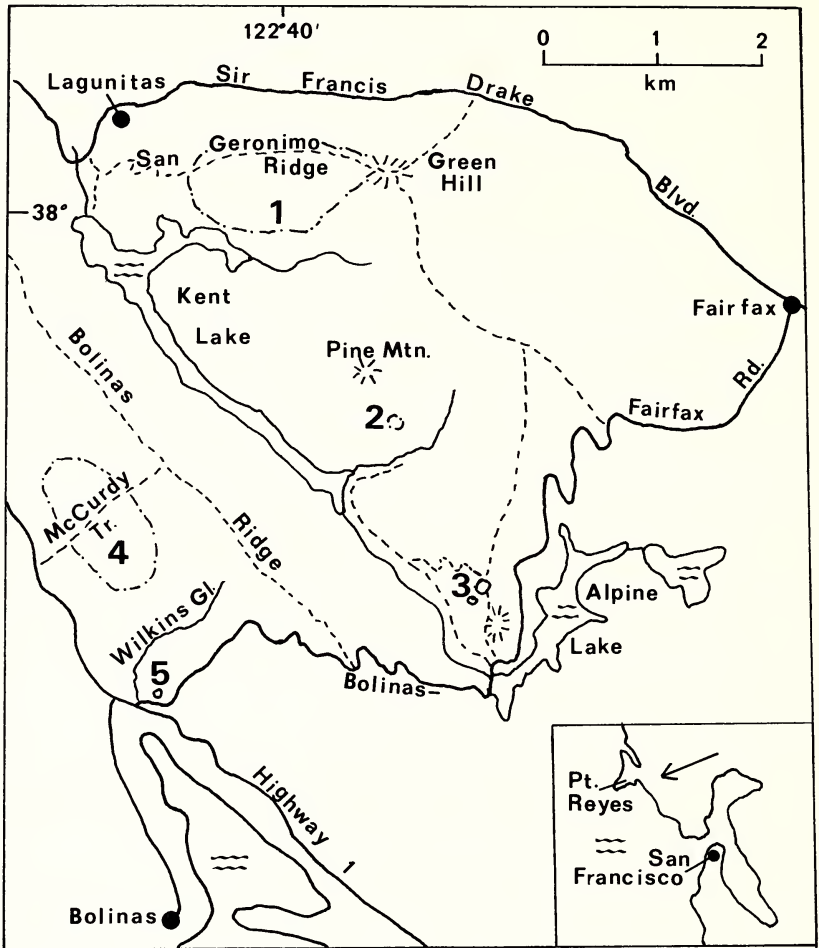 122°40'
0 1 2
km
Lagunitas
Sir Francis Drake Blvd.
San Geronimo
Ridge
Green
Hill
1
38°
Kent
Lake
Fairfax
Bolinas Ridge
Pine Mtn.
2
Fairfax
Rd.
McCurdy
Tr.
4
3
Alpine
Lake
Wilkins Gl.
5
Bolinas–
Highway 1
Bolinas
Pt.
Reyes
San
Francisco